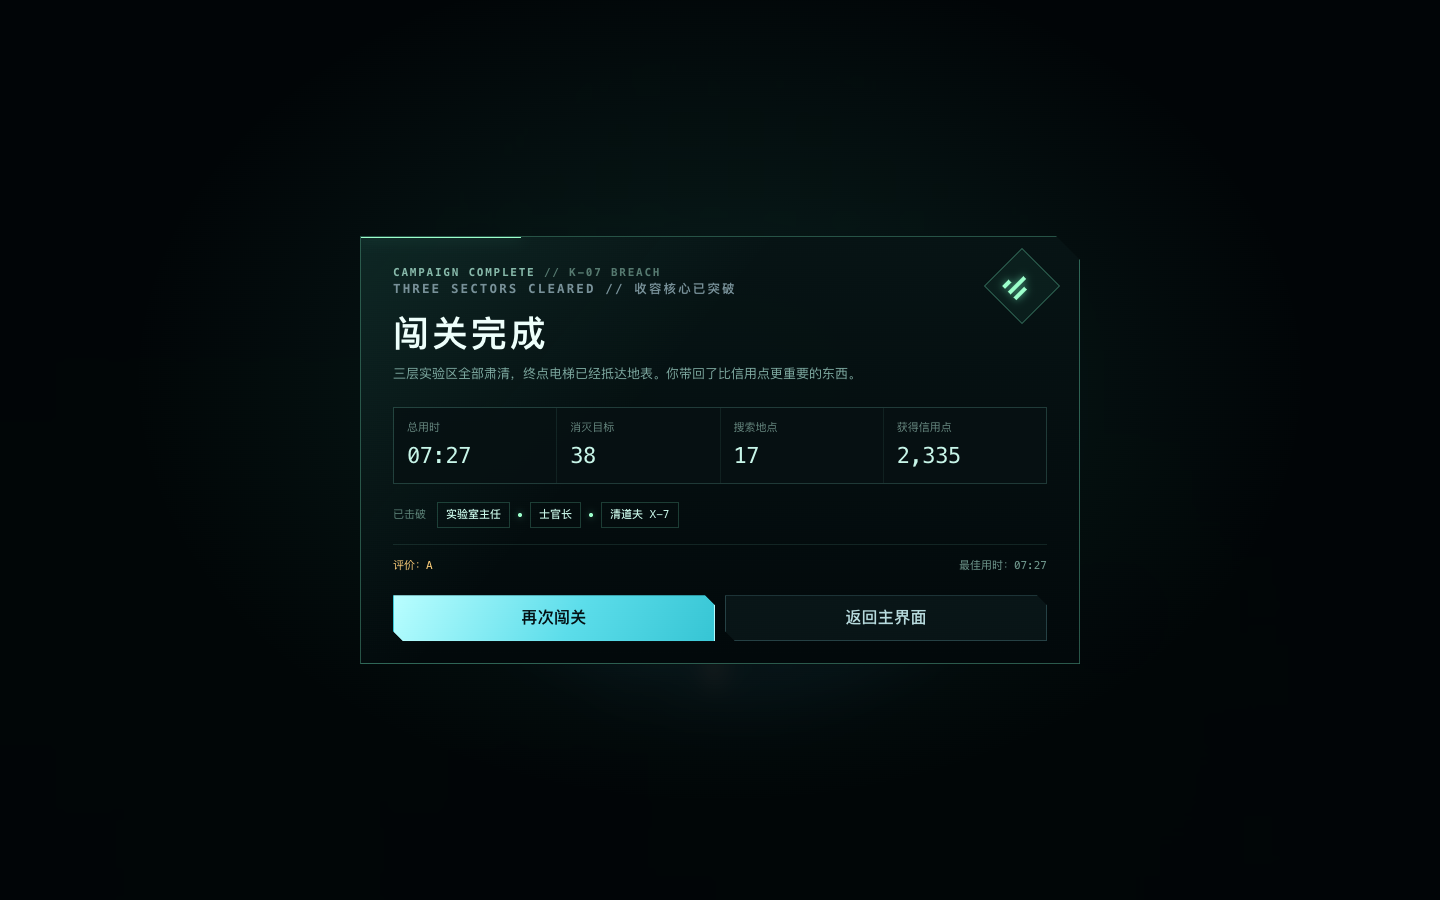 CAMPAIGN COMPLETE // K-07 BREACH
THREE SECTORS CLEARED // 收容核心已突破
闯关完成
三层实验区全部肃清，终点电梯已经抵达地表。你带回了比信用点更重要的东西。
总用时 消灭目标 搜索地点 获得信用点
07:27 38 17 2,335
已击破 实验室主任 • 士官长 • 清道夫 X-7
评价: A 最佳用时: 07:27
再次闯关 返回主界面